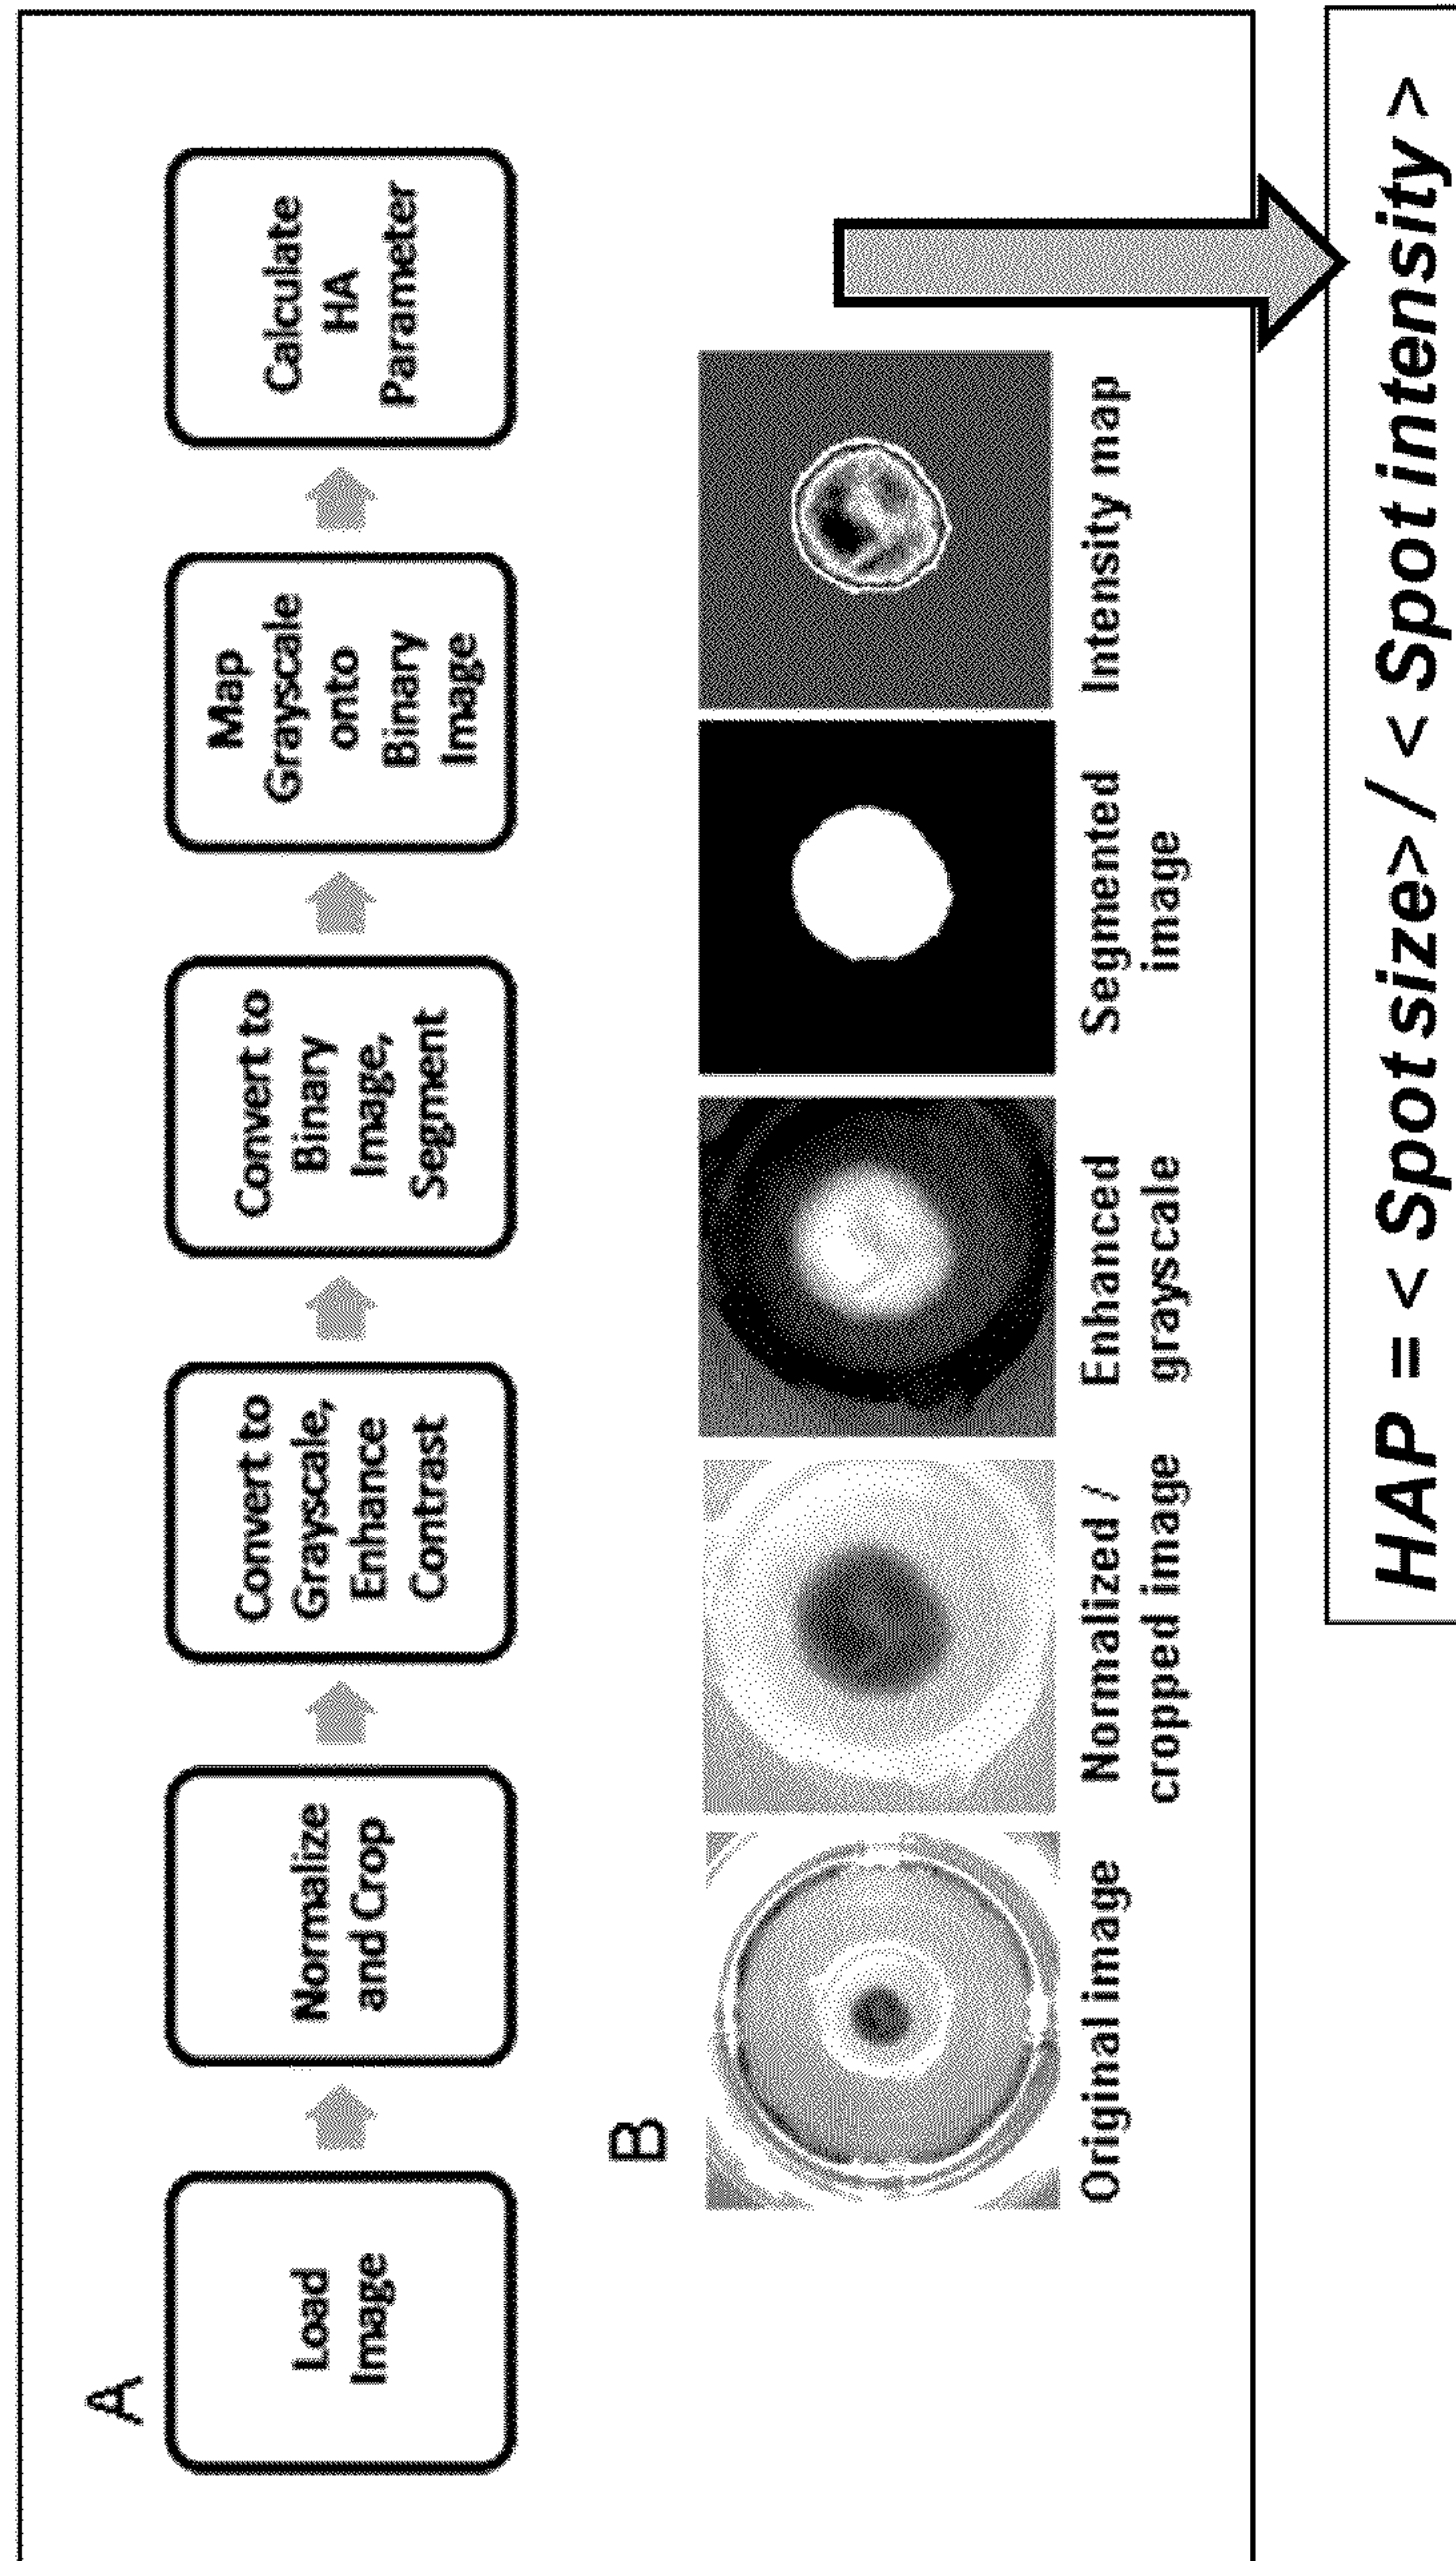 A
Load
Image
Normalize
and Crop
Convert to
Grayscale,
Enhance
Contrast
Convert to
Binary
Image,
Segment
Map
Grayscale
onto
Binary
Image
Calculate
HA
Parameter
B
Original image
Normalized /
cropped image
Enhanced
grayscale
Segmented
image
Intensity map
HAP = < Spot size> / < Spot intensity >